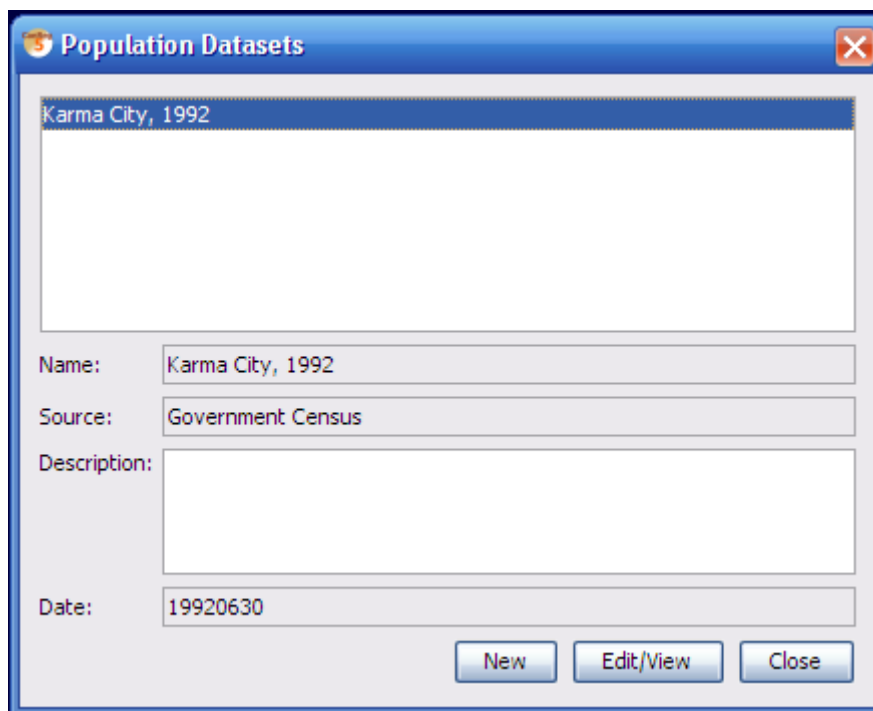 Population Datasets
Karma City, 1992
Name: Karma City, 1992
Source: Government Census
Description:
Date: 19920630
New Edit/View Close